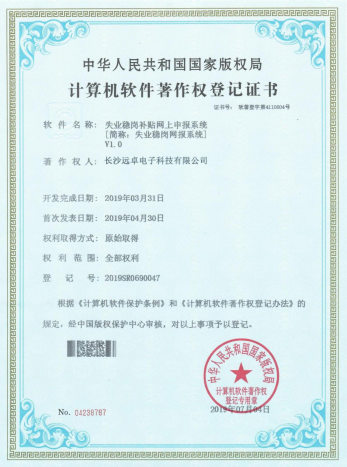 中华人民共和国国家版权局
计算机软件著作权登记证书
证书号： 软著登字第4110804号
软件名称： 失业稳岗补贴网上申报系统
[简称：失业稳岗网报系统]
V1.0
著作权人： 长沙远卓电子科技有限公司
开发完成日期： 2019年03月31日
首次发表日期： 2019年04月30日
权利取得方式： 原始取得
权利范围： 全部权利
登记号： 2019SR0690047
根据《计算机软件保护条例》和《计算机软件著作权登记办法》的
规定，经中国版权保护中心审核，对以上事项予以登记。
中华人民共和国国家版权局
计算机软件著作权
登记专用章
No. 04238787
2019年07月04日